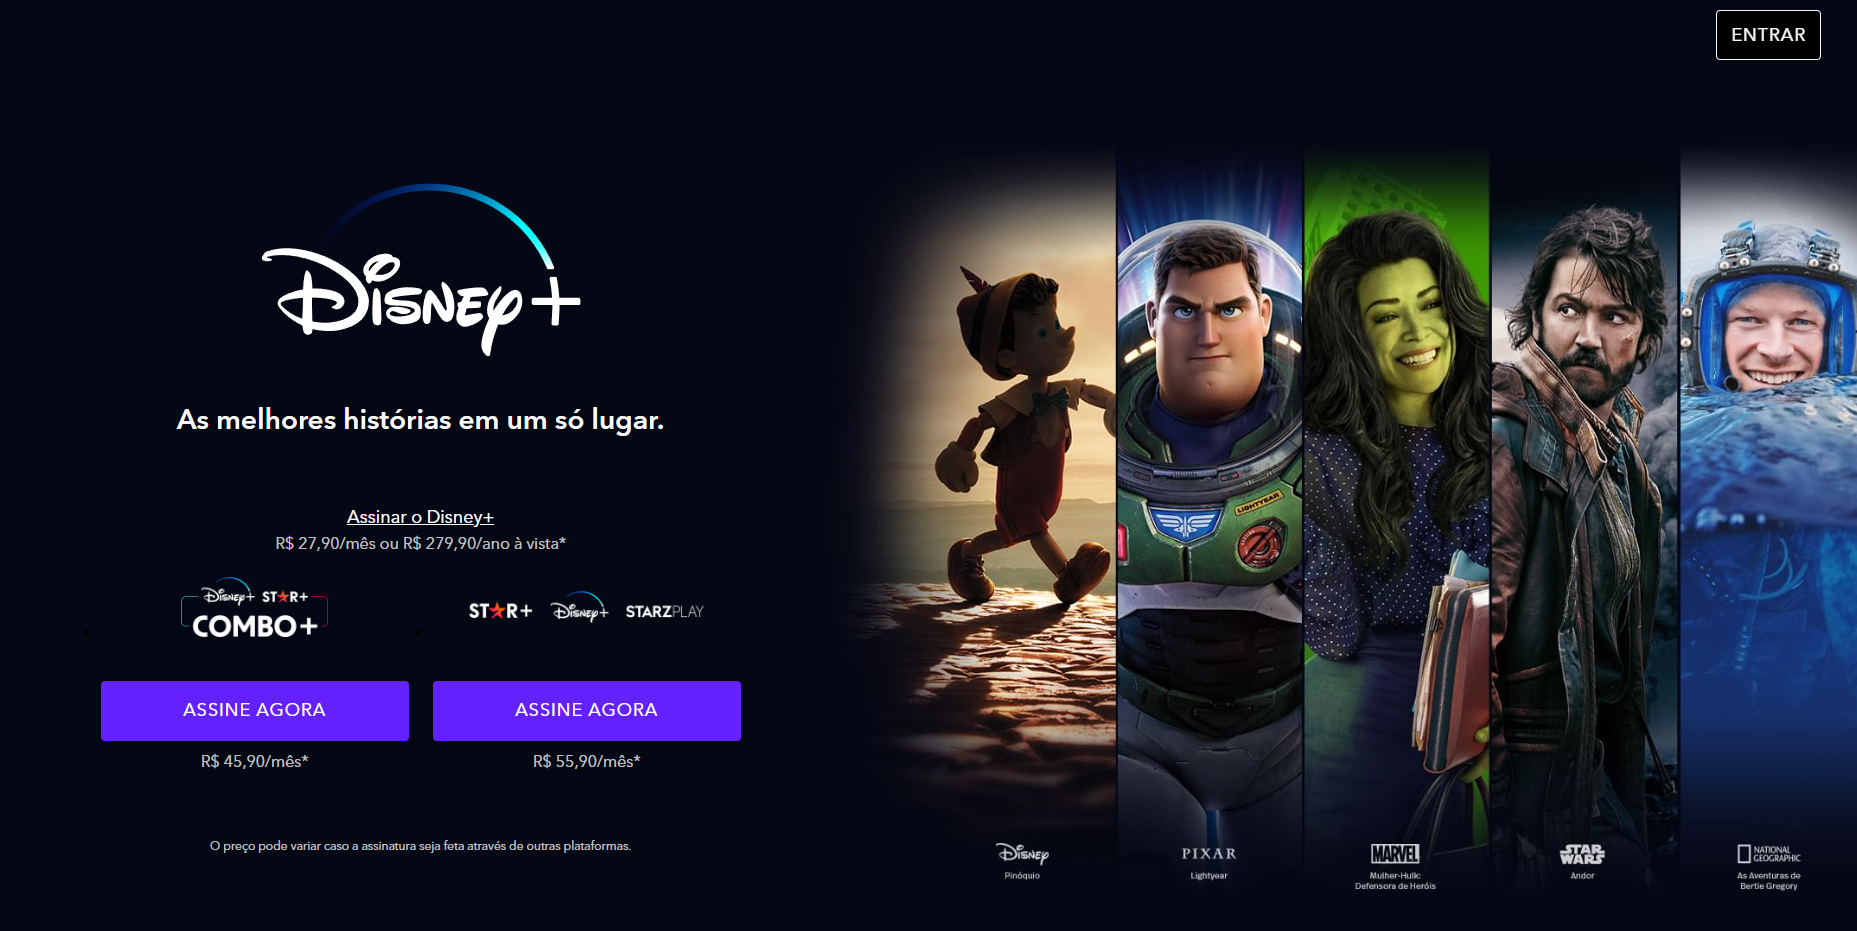 ENTRAR
Disney+
As melhores histórias em um só lugar.
Assinar o Disney+
R$ 27,90/mês ou R$ 279,90/ano à vista*
Disney+ STAR+
COMBO+
STAR+ Disney+ STARZPLAY
ASSINE AGORA ASSINE AGORA
R$ 45,90/mês* R$ 55,90/mês*
O preço pode variar caso a assinatura seja feta através de outras plataformas.
LIGHTYEAR
Disney
Pinóquio
PIXAR
Lightyear
MARVEL
Mulher-Hulk:
Defensora de Heróis
STAR
WARS
Andor
NATIONAL
GEOGRAPHIC
As Aventuras de
Bertie Gregory